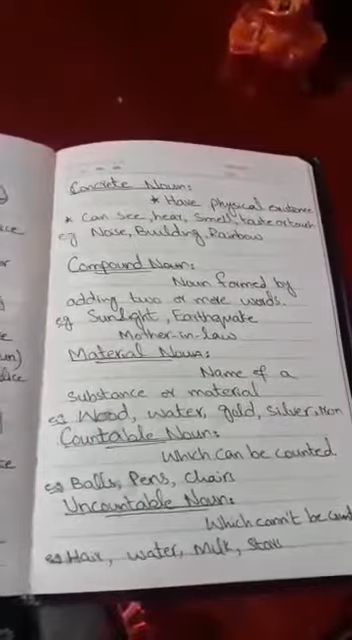 Concrete Noun:
* Have physical existence
* Can see, hear, smell, taste or touch
eg Nose, Building, Rainbow
Compound Noun:
Noun formed by
adding two or more words.
eg Sunlight, Earthquake
Mother-in-law
Material Noun:
Name of a
substance or material
eg Wood, water, gold, silver, iron
Countable Noun:
Which can be counted.
eg Balls, Pens, Chairs
Uncountable Noun:
Which cann't be count
eg Hair, water, Milk,